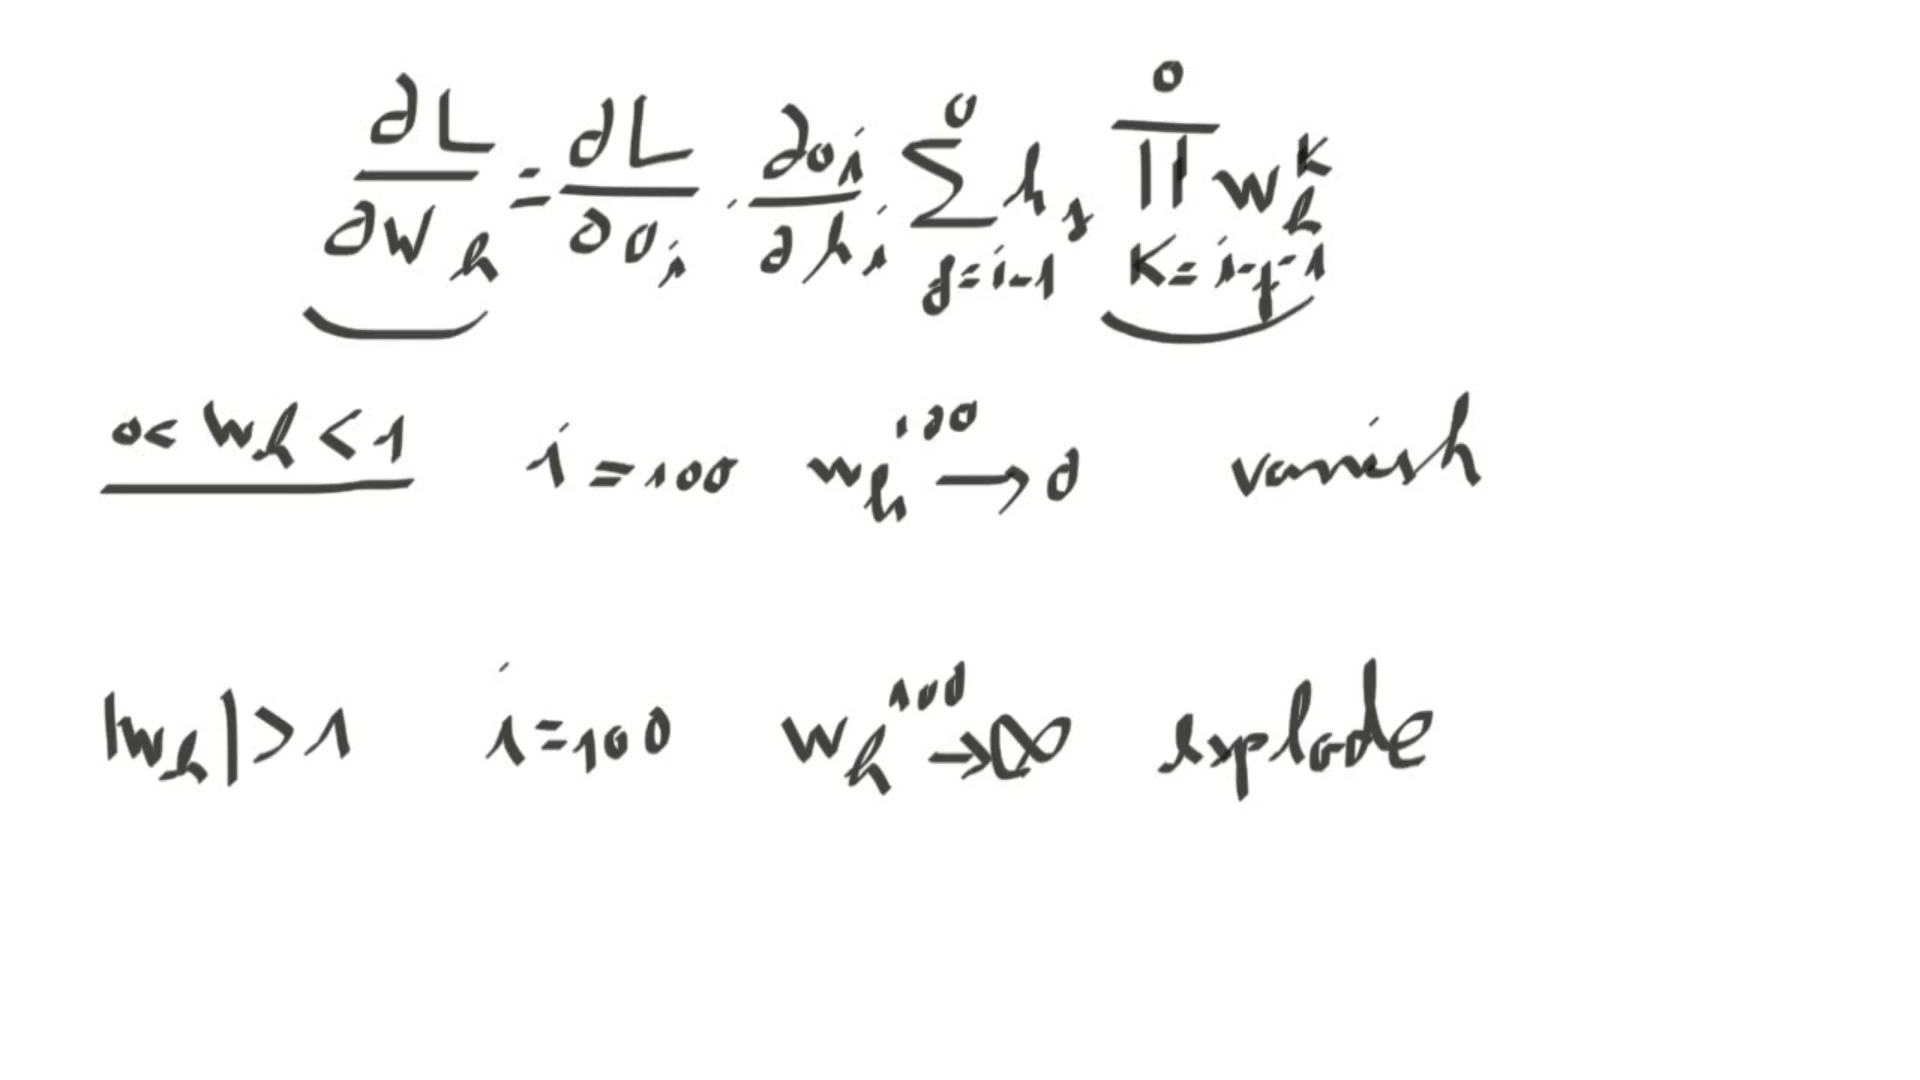 ∂L/∂w_h = ∂L/∂o_i · ∂o_i/∂h_i ∑_{j=i-1}^{0} h_j ∏_{k=i-j-1}^{0} w_h^k
0 < w_h < 1 i = 100 w_h^100 → 0 vanish
|w_h| > 1 i = 100 w_h^100 → ∞ explode